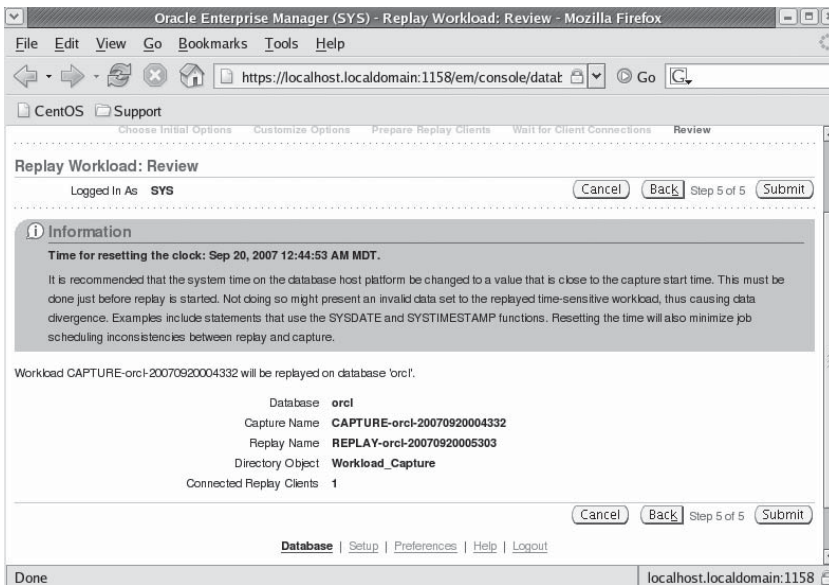 Oracle Enterprise Manager (SYS) - Replay Workload: Review - Mozilla Firefox
File Edit View Go Bookmarks Tools Help
https://localhost.localdomain:1158/em/console/datab Go
CentOS Support
Choose Initial Options Customize Options Prepare Replay Clients Wait for Client Connections Review
Replay Workload: Review
Logged In As SYS Cancel Back Step 5 of 5 Submit
Information
Time for resetting the clock: Sep 20, 2007 12:44:53 AM MDT.
It is recommended that the system time on the database host platform be changed to a value that is close to the capture start time. This must be
done just before replay is started. Not doing so might present an invalid data set to the replayed time-sensitive workload, thus causing data
divergence. Examples include statements that use the SYSDATE and SYSTIMESTAMP functions. Resetting the time will also minimize job
scheduling inconsistencies between replay and capture.
Workload CAPTURE-orcl-20070920004332 will be replayed on database 'orcl'.
Database orcl
Capture Name CAPTURE-orcl-20070920004332
Replay Name REPLAY-orcl-20070920005303
Directory Object Workload_Capture
Connected Replay Clients 1
Cancel Back Step 5 of 5 Submit
Database | Setup | Preferences | Help | Logout
Done localhost.localdomain:1158